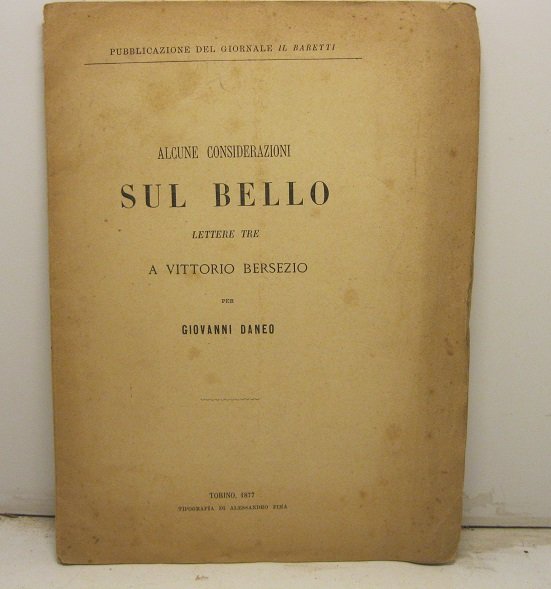 PUBBLICAZIONE DEL GIORNALE IL BARETTI
ALCUNE CONSIDERAZIONI
SUL BELLO
LETTERE TRE
A VITTORIO BERSEZIO
PER
GIOVANNI DANEO
TORINO, 1877
TIPOGRAFIA DI ALESSANDRO FINA